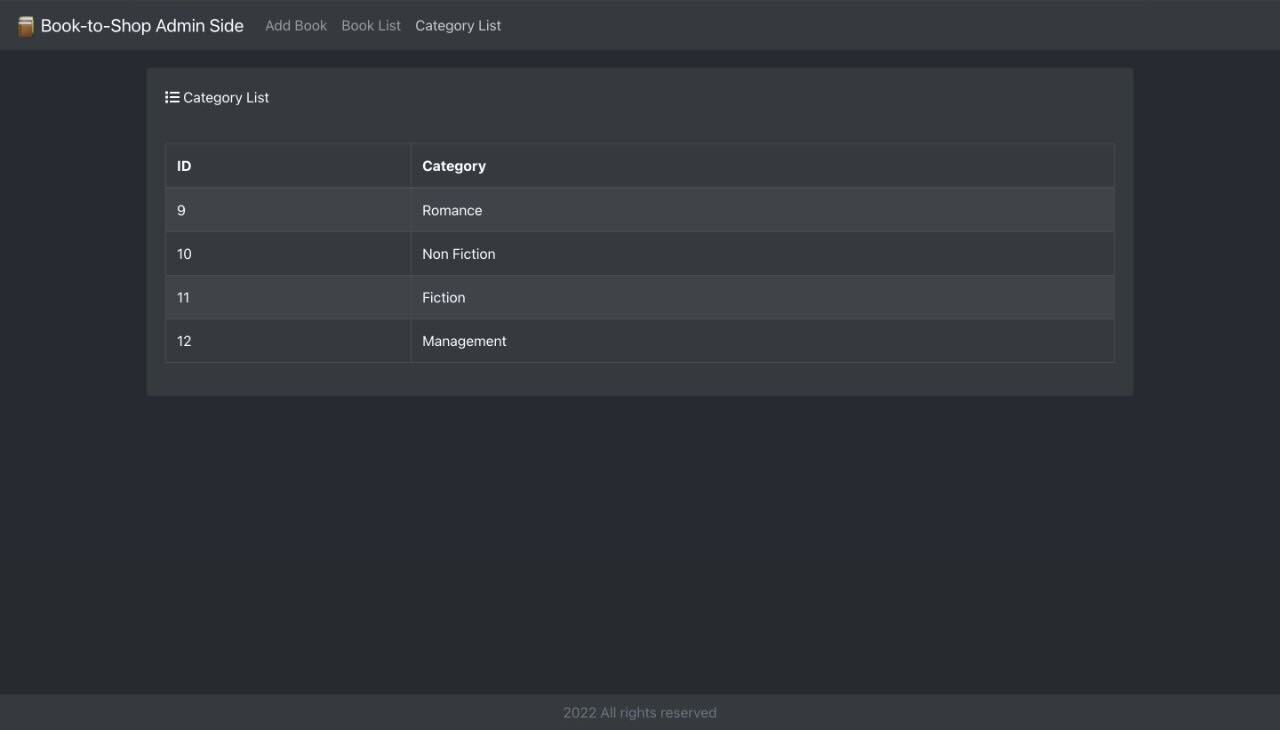 Book-to-Shop Admin Side Add Book Book List Category List
Category List
ID Category
9 Romance
10 Non Fiction
11 Fiction
12 Management
2022 All rights reserved